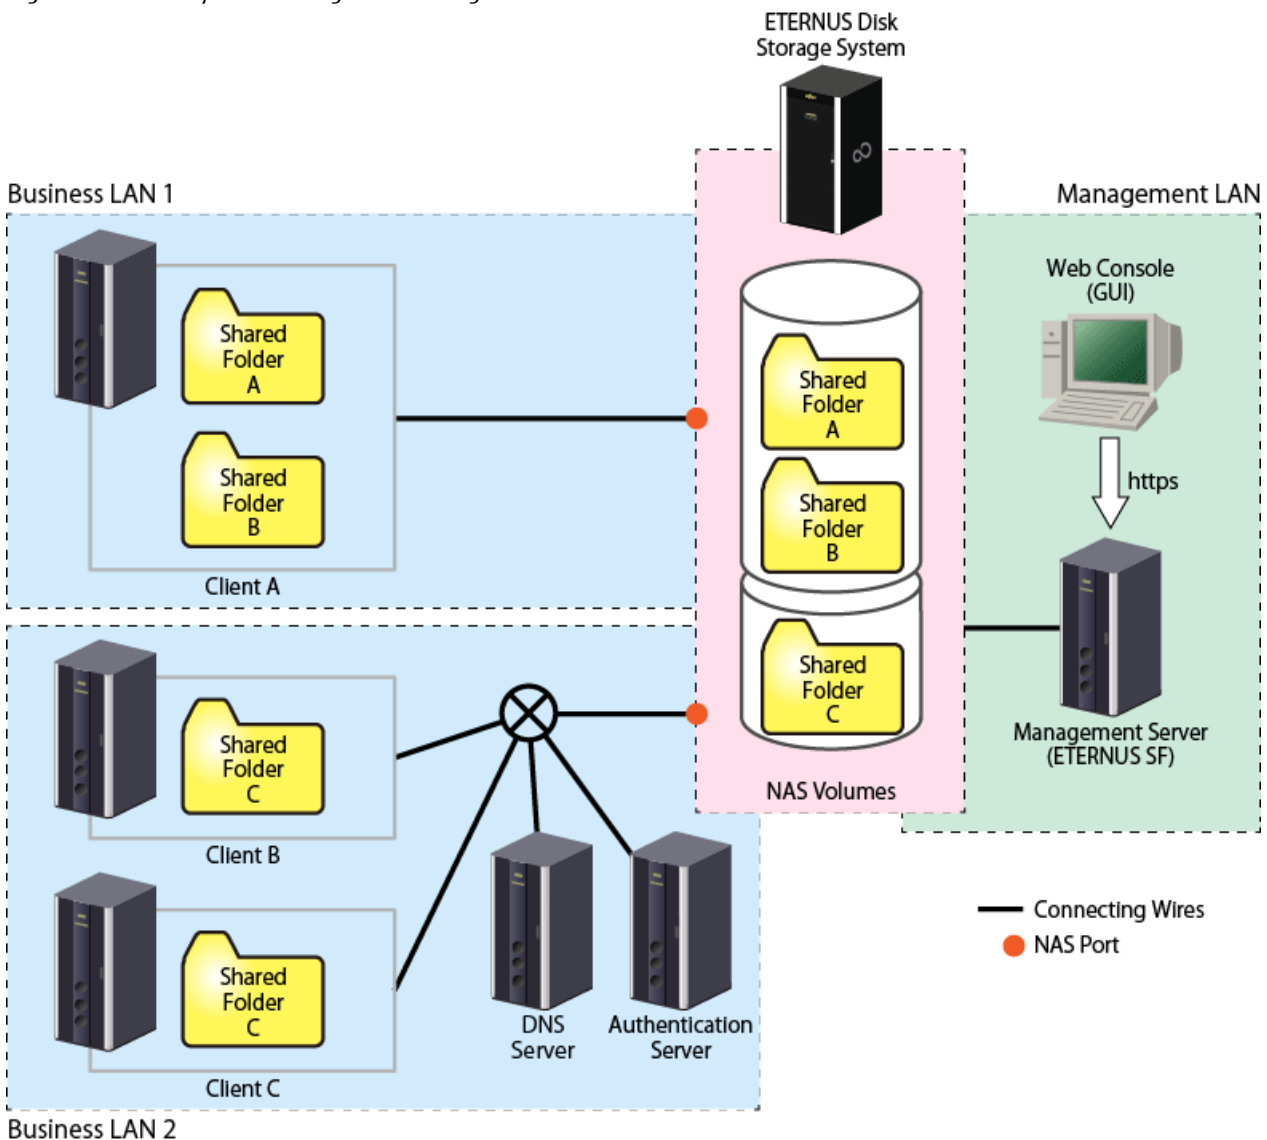 ETERNUS Disk
Storage System
Business LAN 1
Management LAN
Shared
Folder
A
Shared
Folder
B
Client A
Shared
Folder
A
Shared
Folder
B
Shared
Folder
C
NAS Volumes
Web Console
(GUI)
https
Management Server
(ETERNUS SF)
Shared
Folder
C
Client B
Shared
Folder
C
Client C
DNS
Server
Authentication
Server
Business LAN 2
Connecting Wires
NAS Port